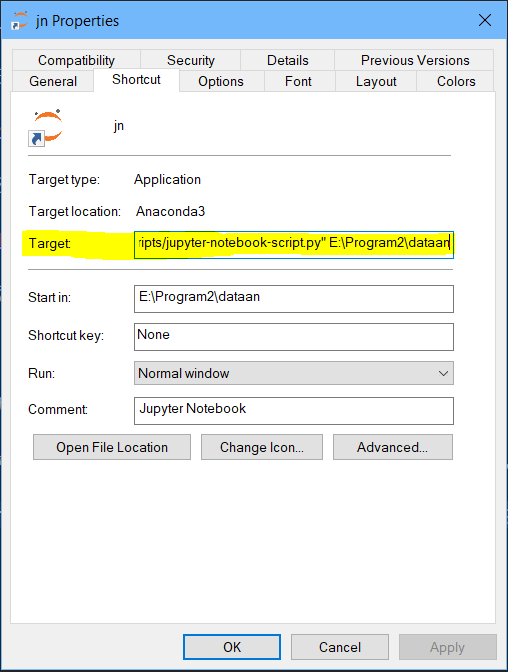 jn Properties
Compatibility Security Details Previous Versions
General Shortcut Options Font Layout Colors
jn
Target type: Application
Target location: Anaconda3
Target: ripts/jupyter-notebook-script.py" E:\Program2\dataan
Start in: E:\Program2\dataan
Shortcut key: None
Run: Normal window
Comment: Jupyter Notebook
Open File Location Change Icon... Advanced...
OK Cancel Apply